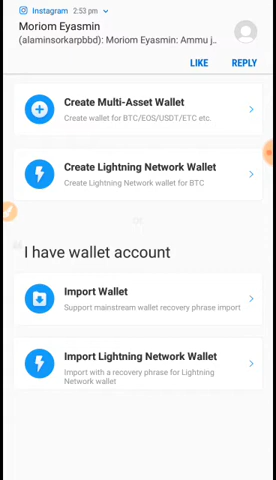 Instagram 2:53 pm
Moriom Eyasmin
(alaminsorkarpbbd): Moriom Eyasmin: Ammu j..
LIKE REPLY
Create Multi-Asset Wallet
Create wallet for BTC/EOS/USDT/ETC etc.
Create Lightning Network Wallet
Create Lightning Network wallet for BTC
I have wallet account
Import Wallet
Support mainstream wallet recovery phrase import
Import Lightning Network Wallet
Import with a recovery phrase for Lightning
Network wallet